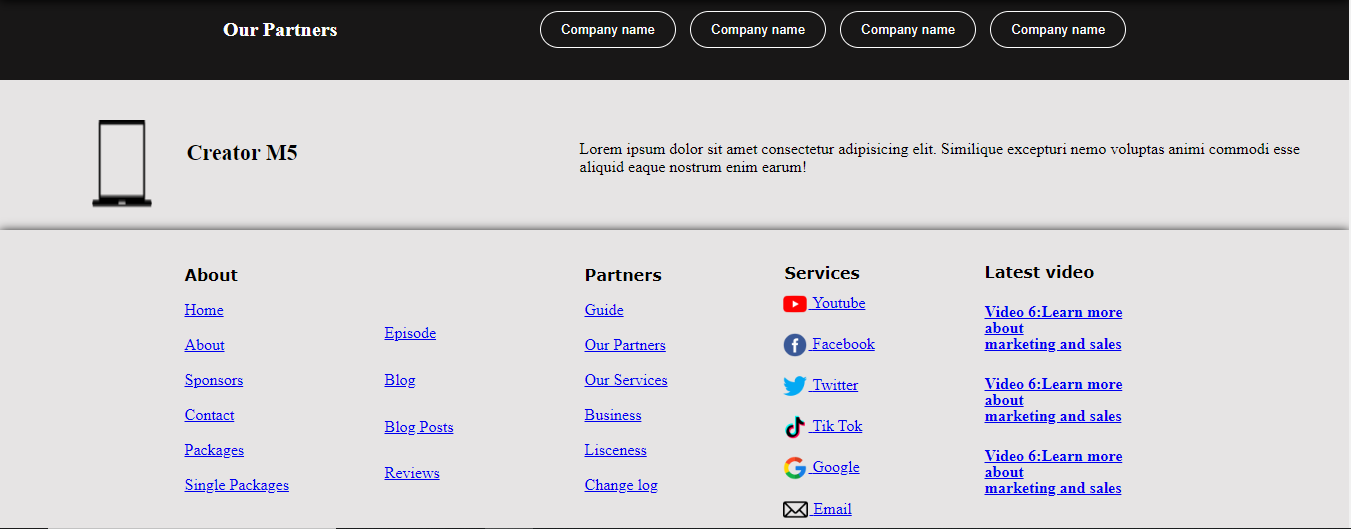 Our Partners
Company name
Company name
Company name
Company name
Creator M5
Lorem ipsum dolor sit amet consectetur adipisicing elit. Similique excepturi nemo voluptas animi commodi esse
aliquid eaque nostrum enim earum!
About
Home
About
Sponsors
Contact
Packages
Single Packages
Episode
Blog
Blog Posts
Reviews
Partners
Guide
Our Partners
Our Services
Business
Lisceness
Change log
Services
Youtube
Facebook
Twitter
Tik Tok
Google
Email
Latest video
Video 6:Learn more
about
marketing and sales
Video 6:Learn more
about
marketing and sales
Video 6:Learn more
about
marketing and sales